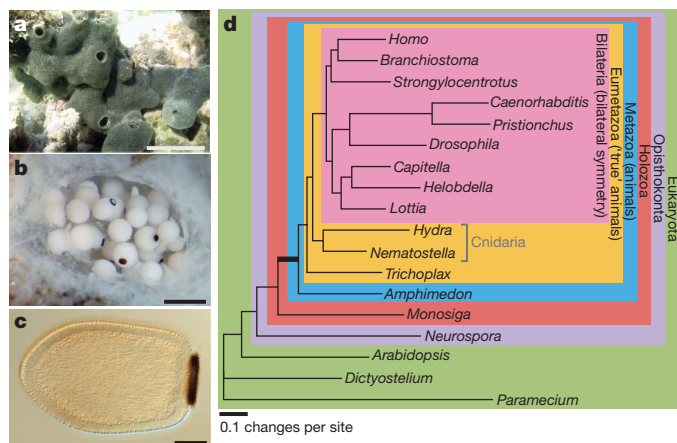 a
b
c
d
Homo
Branchiostoma
Strongylocentrotus
Caenorhabditis
Pristionchus
Drosophila
Capitella
Helobdella
Lottia
Hydra
Nematostella
Cnidaria
Trichoplax
Amphimedon
Monosiga
Neurospora
Arabidopsis
Dictyostelium
Paramecium
Bilateria (bilateral symmetry)
Eumetazoa (‘true’ animals)
Metazoa (animals)
Holozoa
Opisthokonta
Eukaryota
0.1 changes per site